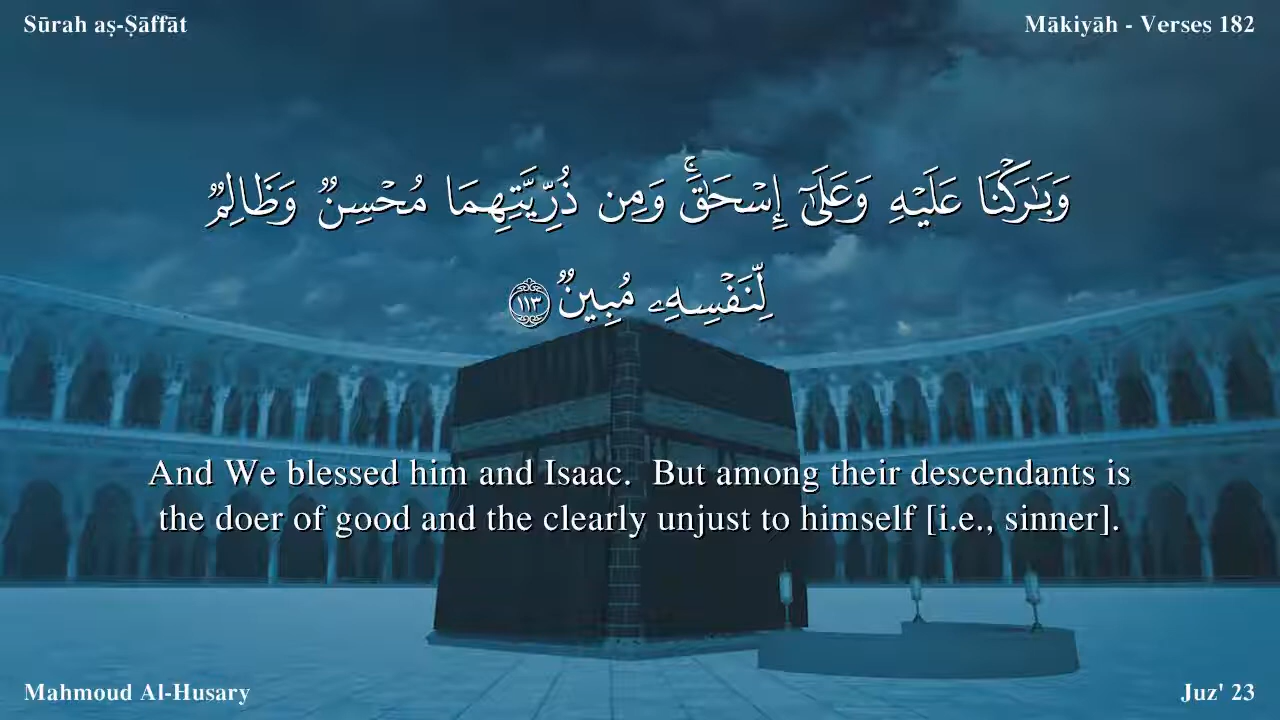 Sūrah aṣ-Ṣāffāt
Mākiyāh - Verses 182
وَبَـٰرَكْنَا عَلَيْهِ وَعَلَىٰٓ إِسْحَـٰقَ ۚ وَمِن ذُرِّيَّتِهِمَا مُحْسِنٌ وَظَالِمٌ
لِّنَفْسِهِۦ مُبِينٌ ١١٣
And We blessed him and Isaac. But among their descendants is
the doer of good and the clearly unjust to himself [i.e., sinner].
Mahmoud Al-Husary
Juz' 23